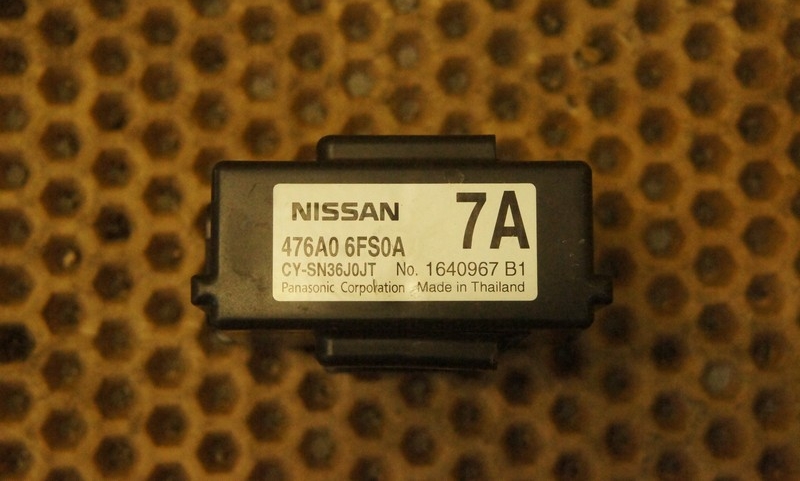 NISSAN 7A
476A0 6FS0A
CY-SN36J0JT No. 1640967 B1
Panasonic Corporation Made in Thailand